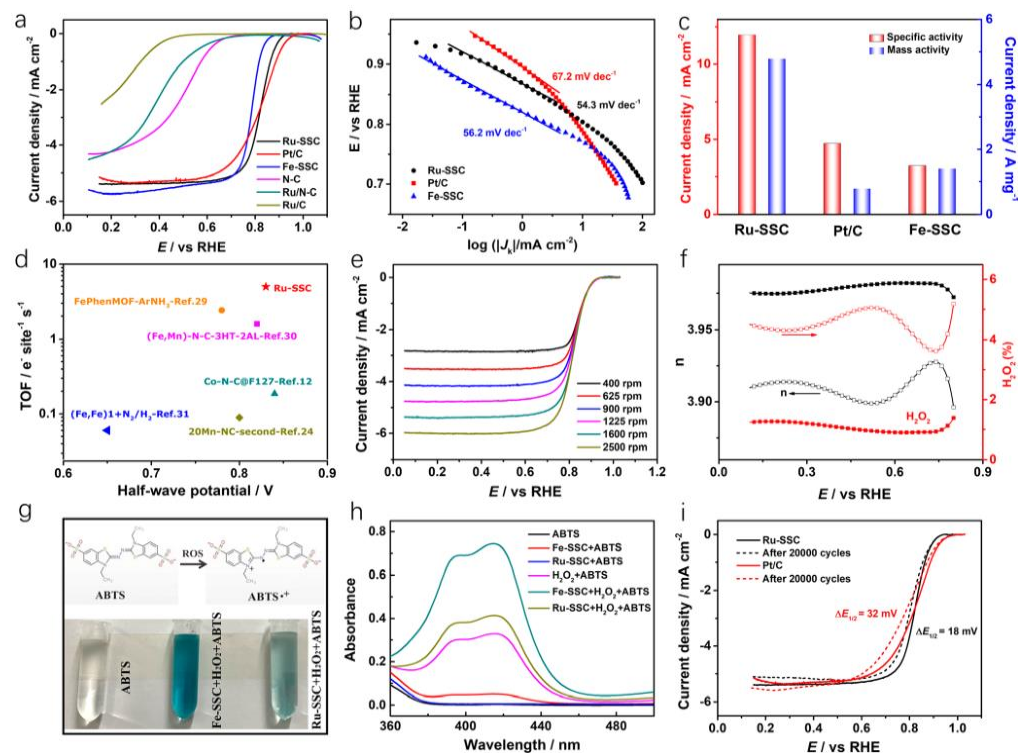 a
Current density / mA cm⁻²
0
-2
-4
-6
0.2
0.4
0.6
0.8
1.0
E / vs RHE
Ru-SSC
Pt/C
Fe-SSC
N-C
Ru/N-C
Ru/C
b
E / vs RHE
0.9
0.8
0.7
-2
-1
0
1
2
log (|Jₖ|/mA cm⁻²)
67.2 mV dec⁻¹
54.3 mV dec⁻¹
56.2 mV dec⁻¹
Ru-SSC
Pt/C
Fe-SSC
c
Current density / mA cm⁻²
10
5
0
Specific activity
Mass activity
6
5
4
3
2
1
0
Current density / A mg⁻¹
Ru-SSC
Pt/C
Fe-SSC
d
TOF / e⁻ site⁻¹ s⁻¹
10
1
0.1
0.6
0.7
0.8
0.9
Half-wave potential / V
Ru-SSC
FePhenMOF-ArNH₃-Ref.29
(Fe,Mn)-N-C-3HT-2AL-Ref.30
Co-N-C@F127-Ref.12
(Fe,Fe)1+N₂/H₂-Ref.31
20Mn-NC-second-Ref.24
e
Current density / mA cm⁻²
0
-1
-2
-3
-4
-5
-6
0.0
0.2
0.4
0.6
0.8
1.0
1.2
E / vs RHE
400 rpm
625 rpm
900 rpm
1225 rpm
1600 rpm
2500 rpm
f
n
3.95
3.90
0.0
0.3
0.6
0.9
E / vs RHE
n
H₂O₂
6
5
4
3
2
1
0
H₂O₂ (%)
g
ROS
ABTS
ABTS•+
ABTS
Fe-SSC+H₂O₂+ABTS
Ru-SSC+H₂O₂+ABTS
h
Absorbance
0.8
0.6
0.4
0.2
0.0
360
400
440
480
Wavelength / nm
ABTS
Fe-SSC+ABTS
Ru-SSC+ABTS
H₂O₂+ABTS
Fe-SSC+H₂O₂+ABTS
Ru-SSC+H₂O₂+ABTS
i
Current density / mA cm⁻²
0
-2
-4
-6
0.0
0.3
0.6
0.9
E / vs RHE
Ru-SSC
After 20000 cycles
Pt/C
After 20000 cycles
ΔE₁/₂ = 32 mV
ΔE₁/₂ = 18 mV